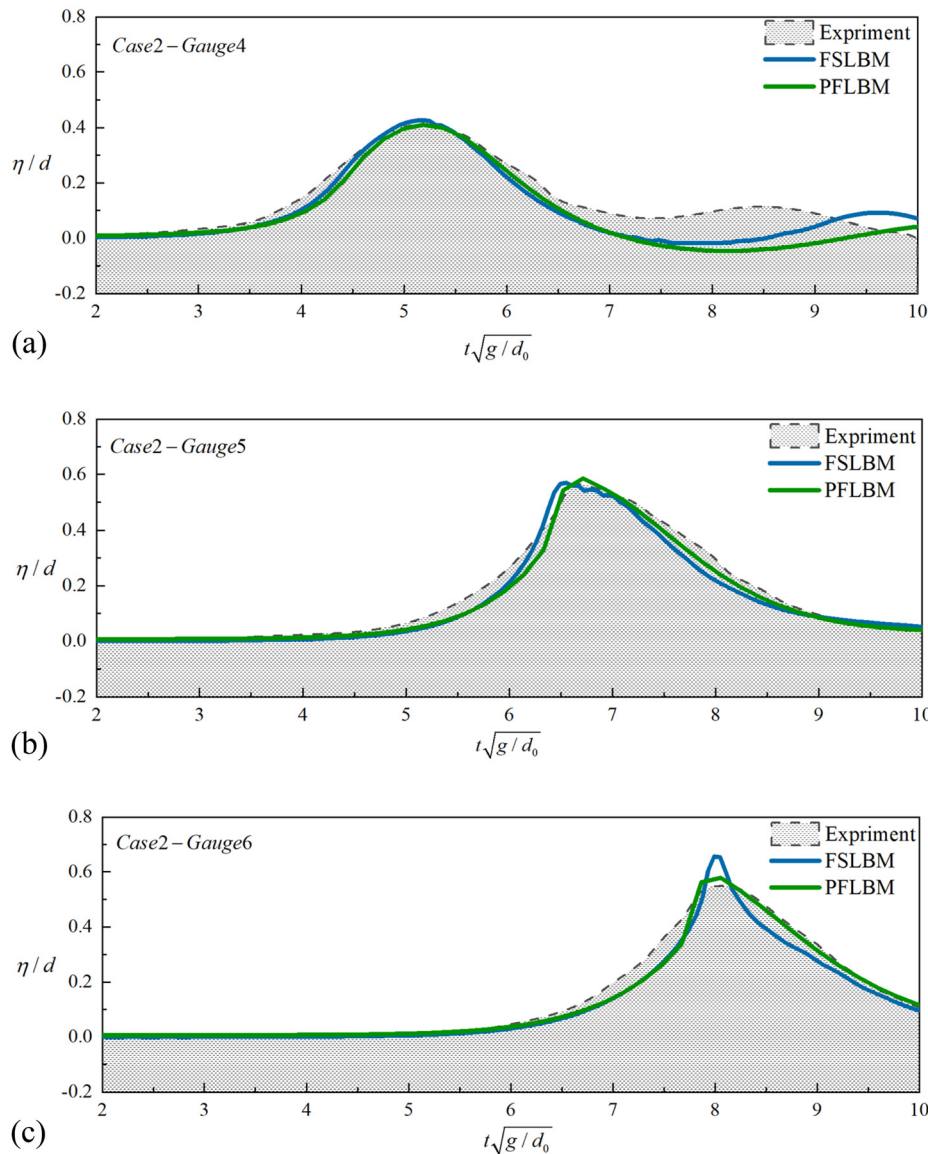 0.8
Case2 – Gauge4
Expriment
FSLBM
PFLBM
0.6
0.4
η / d
0.2
0.0
-0.2
2 3 4 5 6 7 8 9 10
(a)
t√g / d₀
0.8
Case2 – Gauge5
Expriment
FSLBM
PFLBM
0.6
0.4
η / d
0.2
0.0
-0.2
2 3 4 5 6 7 8 9 10
(b)
t√g / d₀
0.8
Case2 – Gauge6
Expriment
FSLBM
PFLBM
0.6
0.4
η / d
0.2
0.0
-0.2
2 3 4 5 6 7 8 9 10
(c)
t√g / d₀